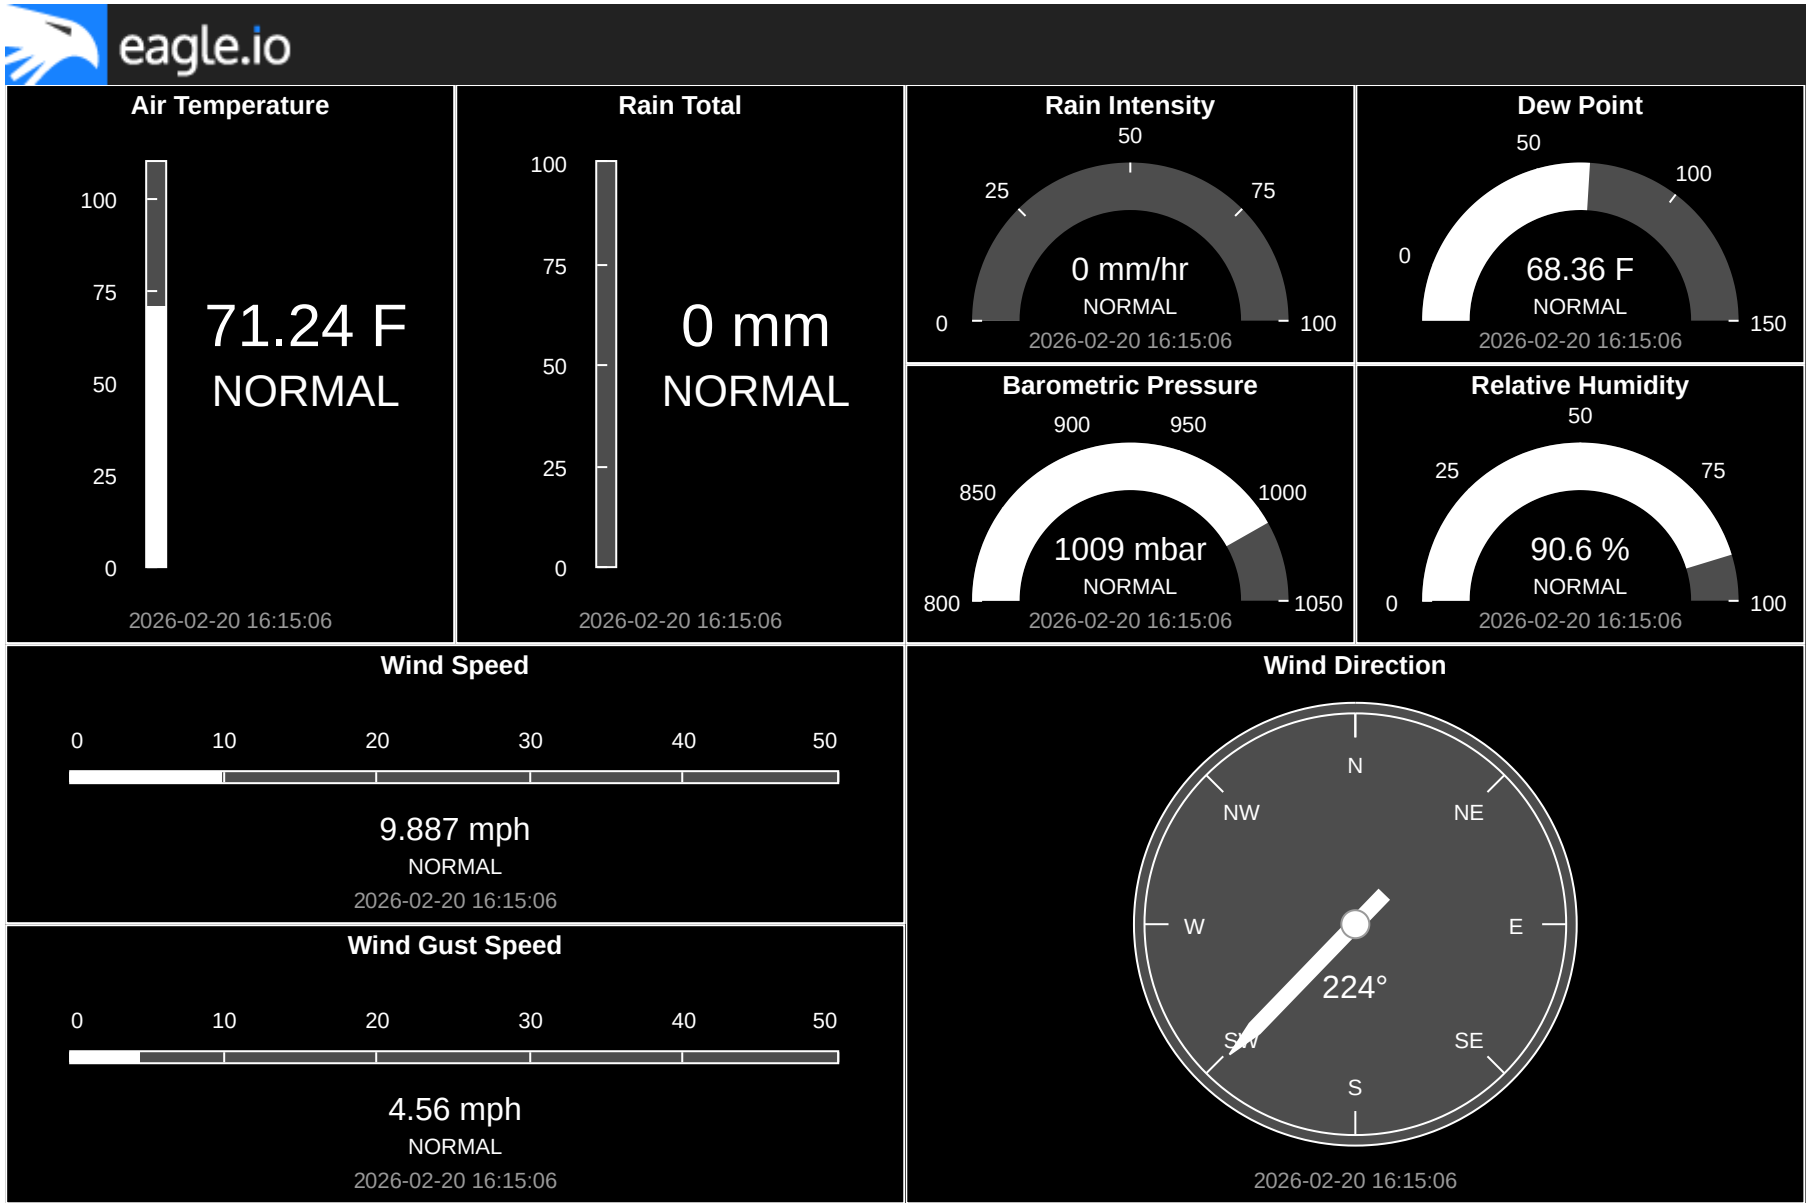 eagle.io
Air Temperature
100
75
50
25
0
71.24 F
NORMAL
2026-02-20 16:15:06
Rain Total
100
75
50
25
0
0 mm
NORMAL
2026-02-20 16:15:06
Rain Intensity
50
25
75
0
100
0 mm/hr
NORMAL
2026-02-20 16:15:06
Dew Point
50
100
0
150
68.36 F
NORMAL
2026-02-20 16:15:06
Barometric Pressure
900
950
850
1000
800
1050
1009 mbar
NORMAL
2026-02-20 16:15:06
Relative Humidity
50
25
75
0
100
90.6 %
NORMAL
2026-02-20 16:15:06
Wind Speed
0 10 20 30 40 50
9.887 mph
NORMAL
2026-02-20 16:15:06
Wind Gust Speed
0 10 20 30 40 50
4.56 mph
NORMAL
2026-02-20 16:15:06
Wind Direction
N
NW
NE
W
E
224°
SW
SE
S
2026-02-20 16:15:06